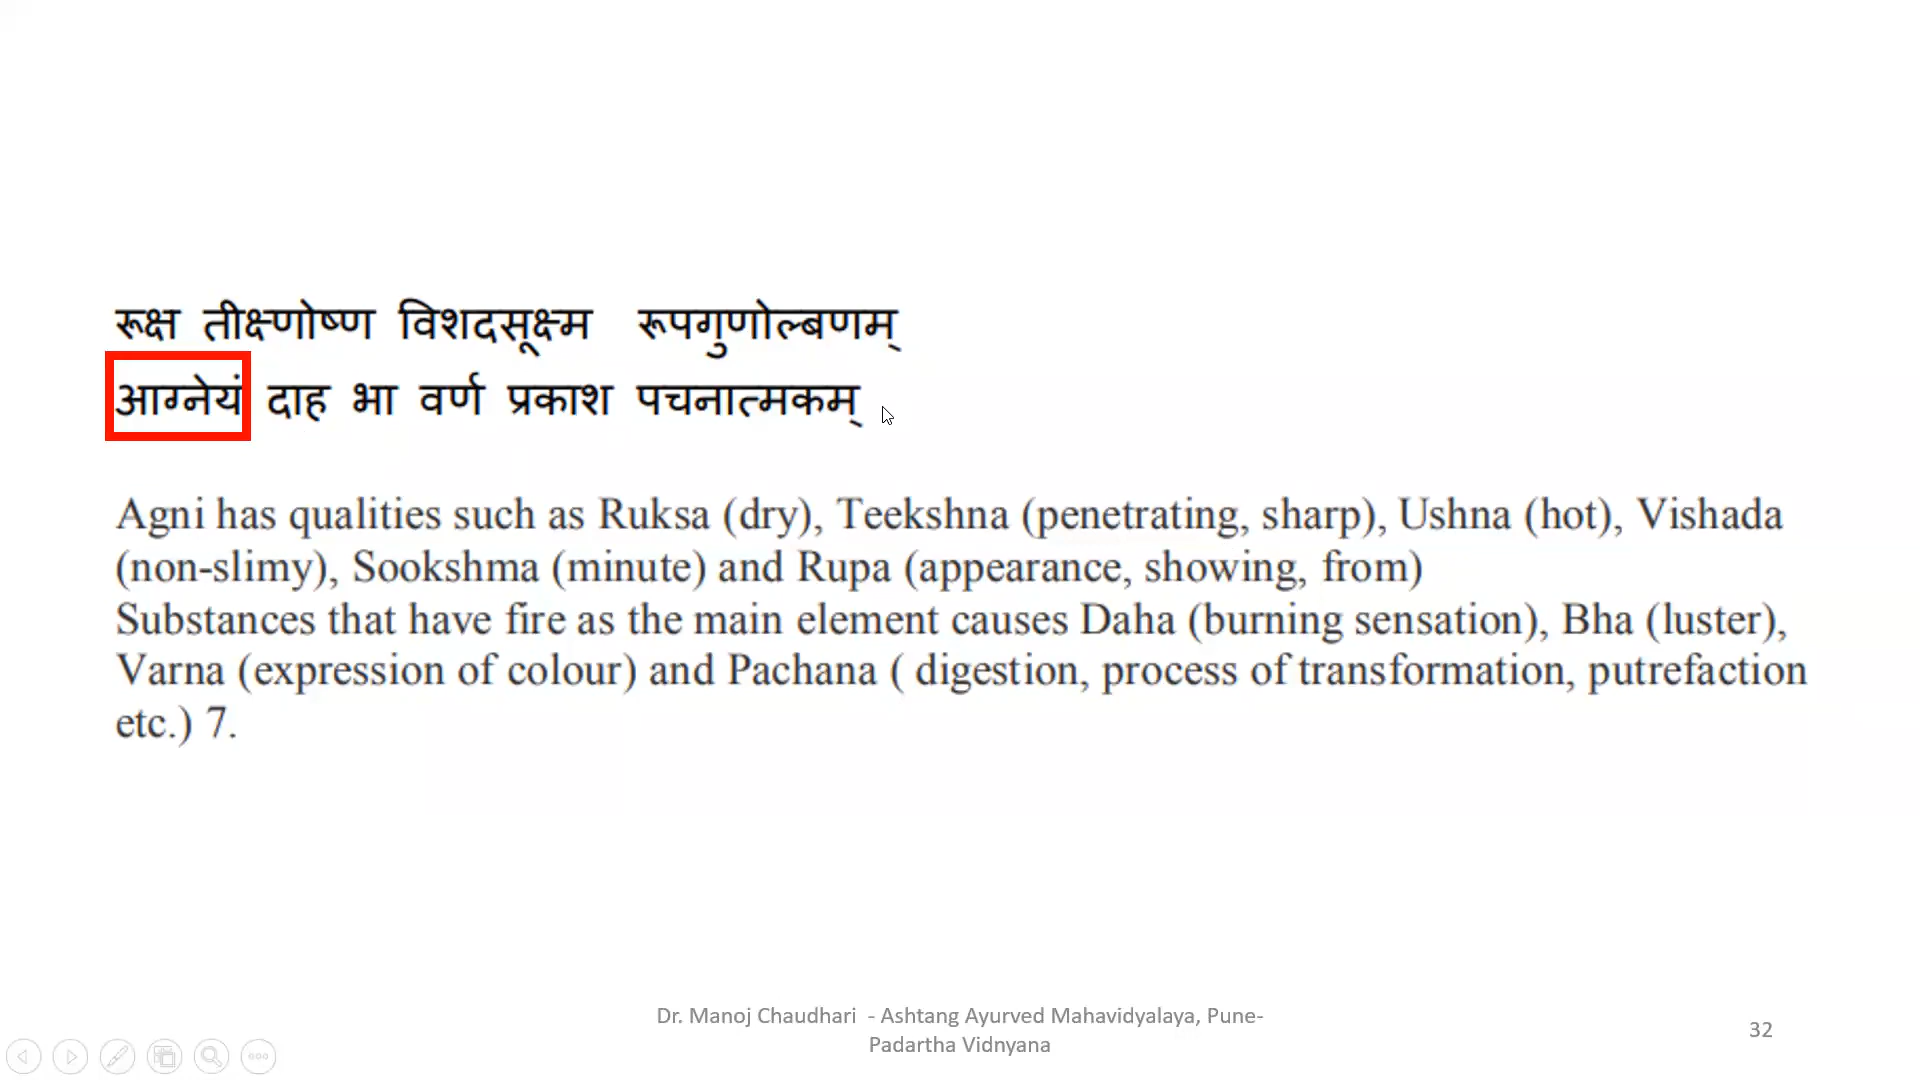 रूक्ष तीक्ष्णोष्ण विशदसूक्ष्म रूपगुणोल्बणम्
आग्नेयं दाह भा वर्ण प्रकाश पचनात्मकम्
Agni has qualities such as Ruksa (dry), Teekshna (penetrating, sharp), Ushna (hot), Vishada
(non-slimy), Sookshma (minute) and Rupa (appearance, showing, from)
Substances that have fire as the main element causes Daha (burning sensation), Bha (luster),
Varna (expression of colour) and Pachana ( digestion, process of transformation, putrefaction
etc.) 7.
Dr. Manoj Chaudhari - Ashtang Ayurved Mahavidyalaya, Pune-
Padartha Vidnyana
32